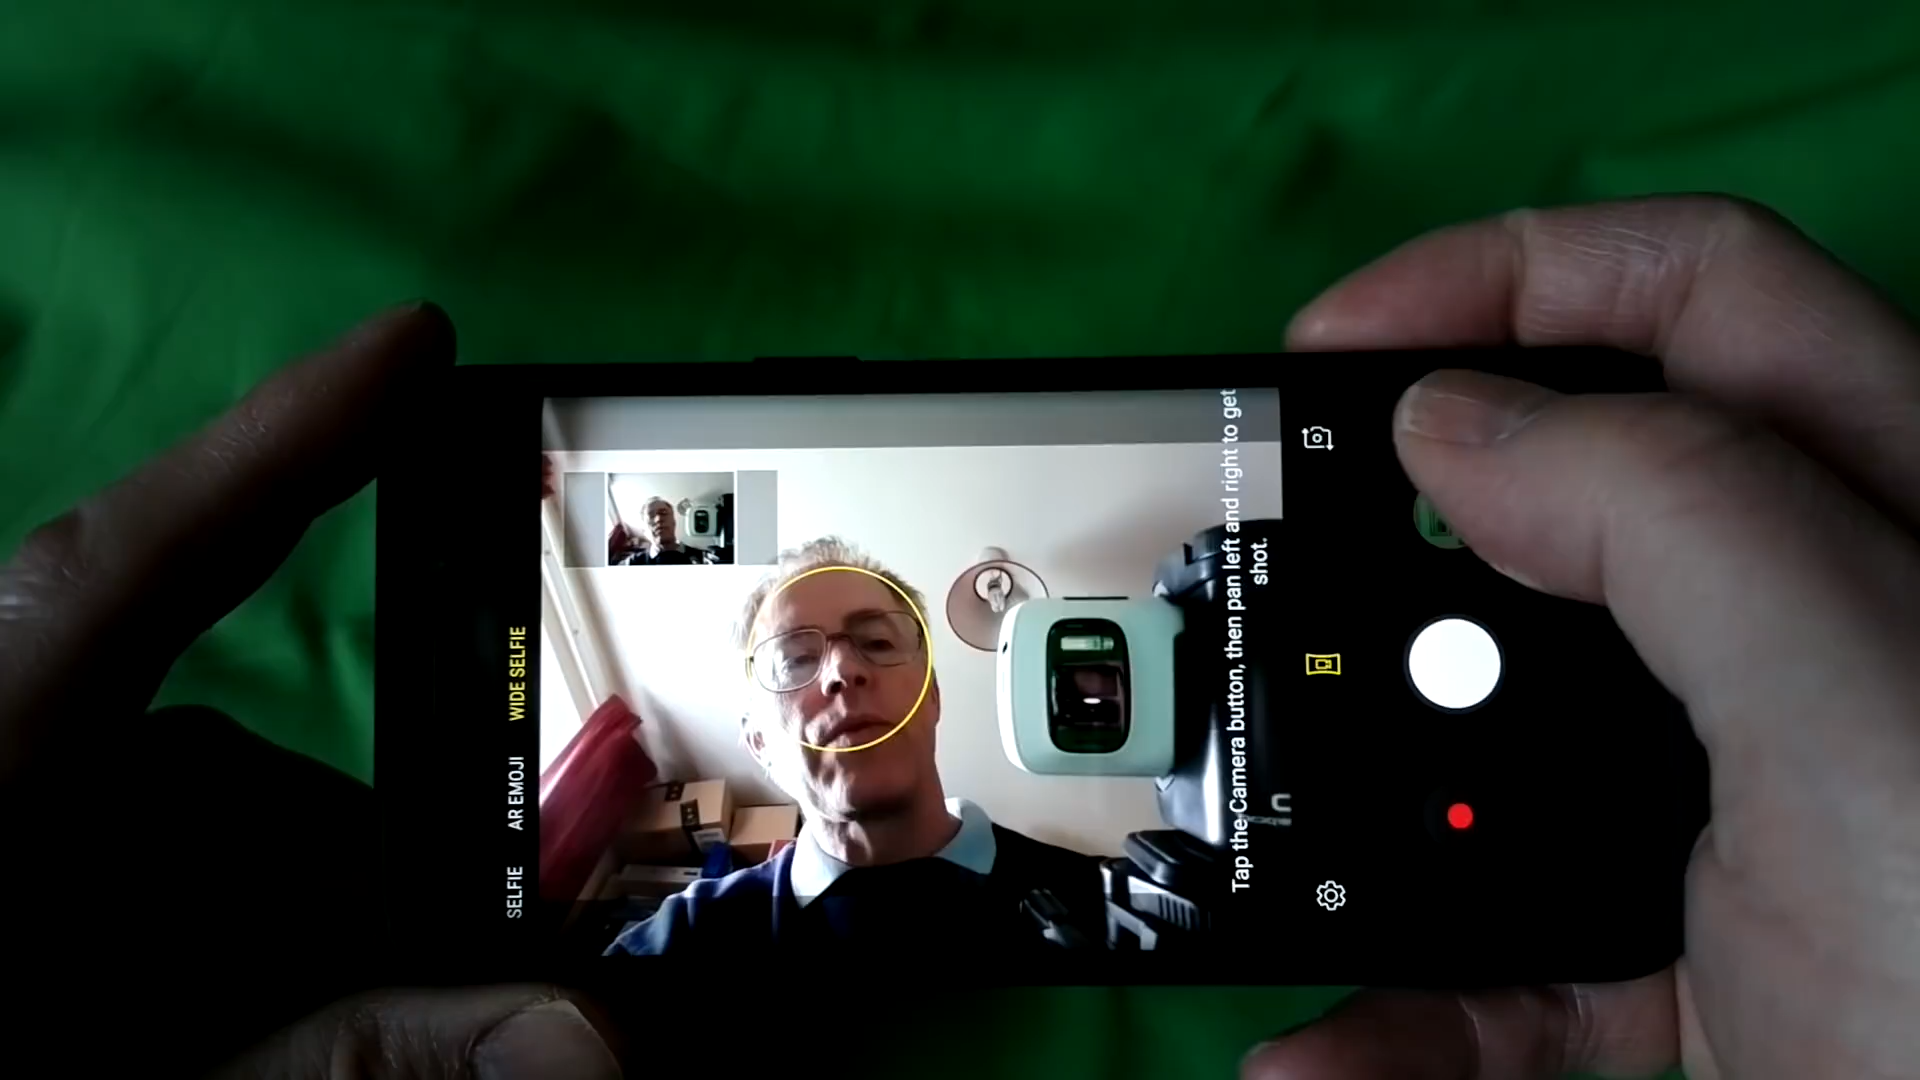 SELFIE
AR EMOJI
WIDE SELFIE
Tap the Camera button, then pan left and right to get
shot.